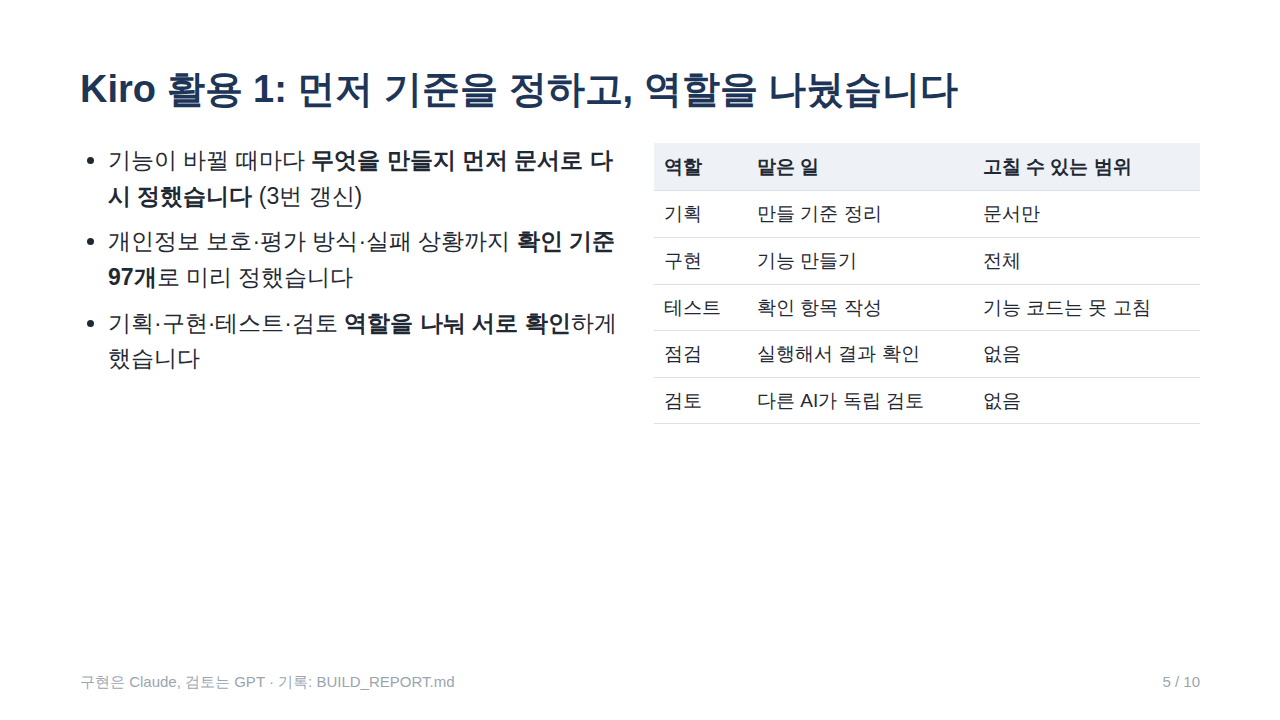 Kiro 활용 1: 먼저 기준을 정하고, 역할을 나눴습니다
• 기능이 바뀔 때마다 무엇을 만들지 먼저 문서로 다
시 정했습니다 (3번 갱신)
• 개인정보 보호·평가 방식·실패 상황까지 확인 기준
97개로 미리 정했습니다
• 기획·구현·테스트·검토 역할을 나눠 서로 확인하게
했습니다
역할 맡은 일 고칠 수 있는 범위
기획 만들 기준 정리 문서만
구현 기능 만들기 전체
테스트 확인 항목 작성 기능 코드는 못 고침
점검 실행해서 결과 확인 없음
검토 다른 AI가 독립 검토 없음
구현은 Claude, 검토는 GPT · 기록: BUILD_REPORT.md
5 / 10